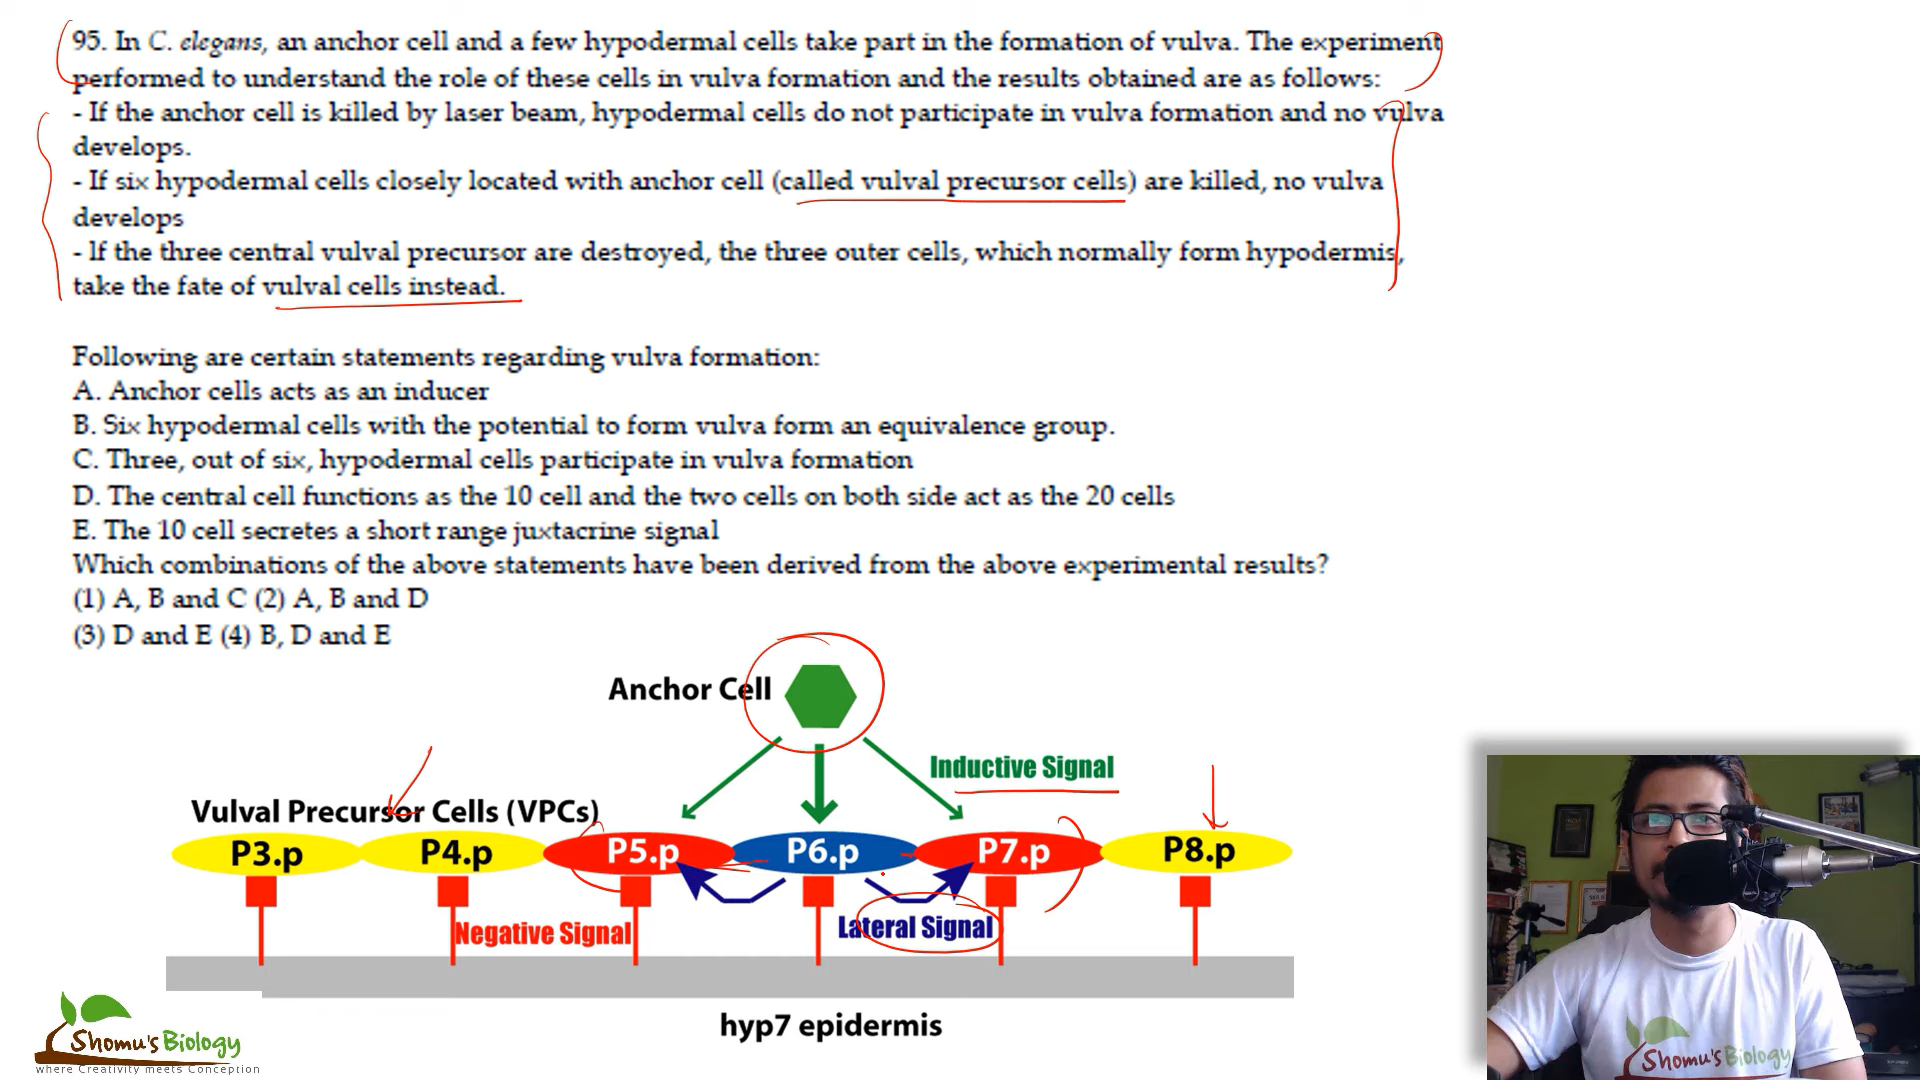 95. In C. elegans, an anchor cell and a few hypodermal cells take part in the formation of vulva. The experiment
performed to understand the role of these cells in vulva formation and the results obtained are as follows:
- If the anchor cell is killed by laser beam, hypodermal cells do not participate in vulva formation and no vulva
develops.
- If six hypodermal cells closely located with anchor cell (called vulval precursor cells) are killed, no vulva
develops
- If the three central vulval precursor are destroyed, the three outer cells, which normally form hypodermis,
take the fate of vulval cells instead.
Following are certain statements regarding vulva formation:
A. Anchor cells acts as an inducer
B. Six hypodermal cells with the potential to form vulva form an equivalence group.
C. Three, out of six, hypodermal cells participate in vulva formation
D. The central cell functions as the 10 cell and the two cells on both side act as the 20 cells
E. The 10 cell secretes a short range juxtacrine signal
Which combinations of the above statements have been derived from the above experimental results?
(1) A, B and C (2) A, B and D
(3) D and E (4) B, D and E
Anchor Cell
Inductive Signal
Vulval Precursor Cells (VPCs)
P3.p P4.p P5.p P6.p P7.p P8.p
Negative Signal Lateral Signal
hyp7 epidermis
Shomu's Biology
where Creativity meets Conception
Shomu's Biology